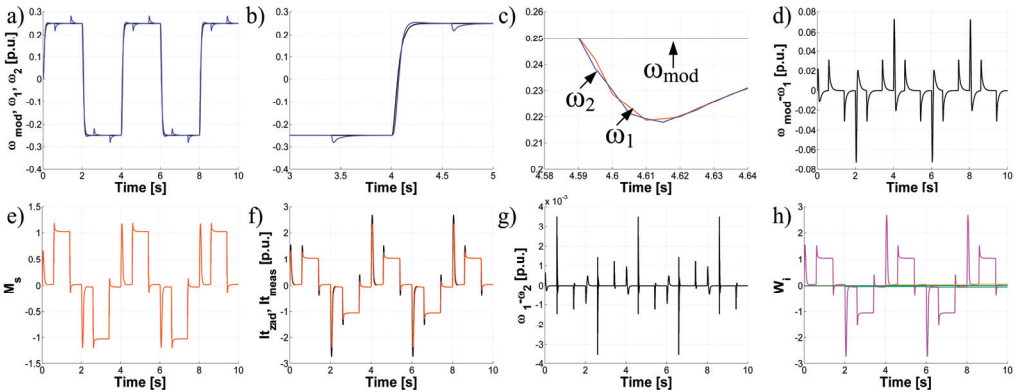 a)
0.3
0.2
0.1
0
-0.1
-0.2
-0.3
-0.4
0 2 4 6 8 10
ω_mod, ω_1, ω_2 [p.u.]
Time [s]
b)
0.3
0.2
0.1
0
-0.1
-0.2
-0.3
-0.4
3 3.5 4 4.5 5
Time [s]
c)
0.26
0.25
0.24
0.23
0.22
0.21
0.2
4.58 4.59 4.6 4.61 4.62 4.63 4.64
ω_mod
ω_2
ω_1
Time [s]
d)
0.08
0.06
0.04
0.02
0
-0.02
-0.04
-0.06
0.08
0 2 4 6 8 10
ω_mod-ω_1 [p.u.]
Time [s]
e)
1.5
1
0.5
0
-0.5
-1
-1.5
0 2 4 6 8 10
M_s
Time [s]
f)
3
2
1
0
-1
-2
-3
0 2 4 6 8 10
It_zad, It_meas [p.u.]
Time [s]
g)
4 x 10^-3
3
2
1
0
-1
-2
-3
-4
0 2 4 6 8 10
ω_1-ω_2 [p.u.]
Time [s]
h)
3
2
1
0
-1
-2
-3
0 2 4 6 8 10
W_i
Time [s]